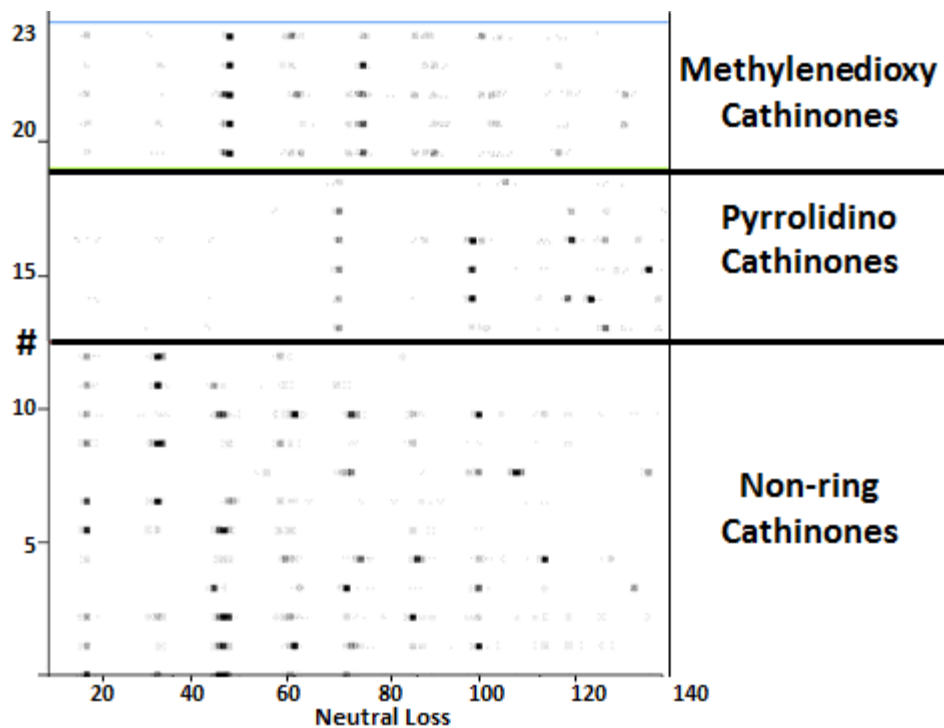 23
20
15
#
10
5
Methylenedioxy
Cathinones
Pyrrolidino
Cathinones
Non-ring
Cathinones
20 40 60 80 100 120 140
Neutral Loss